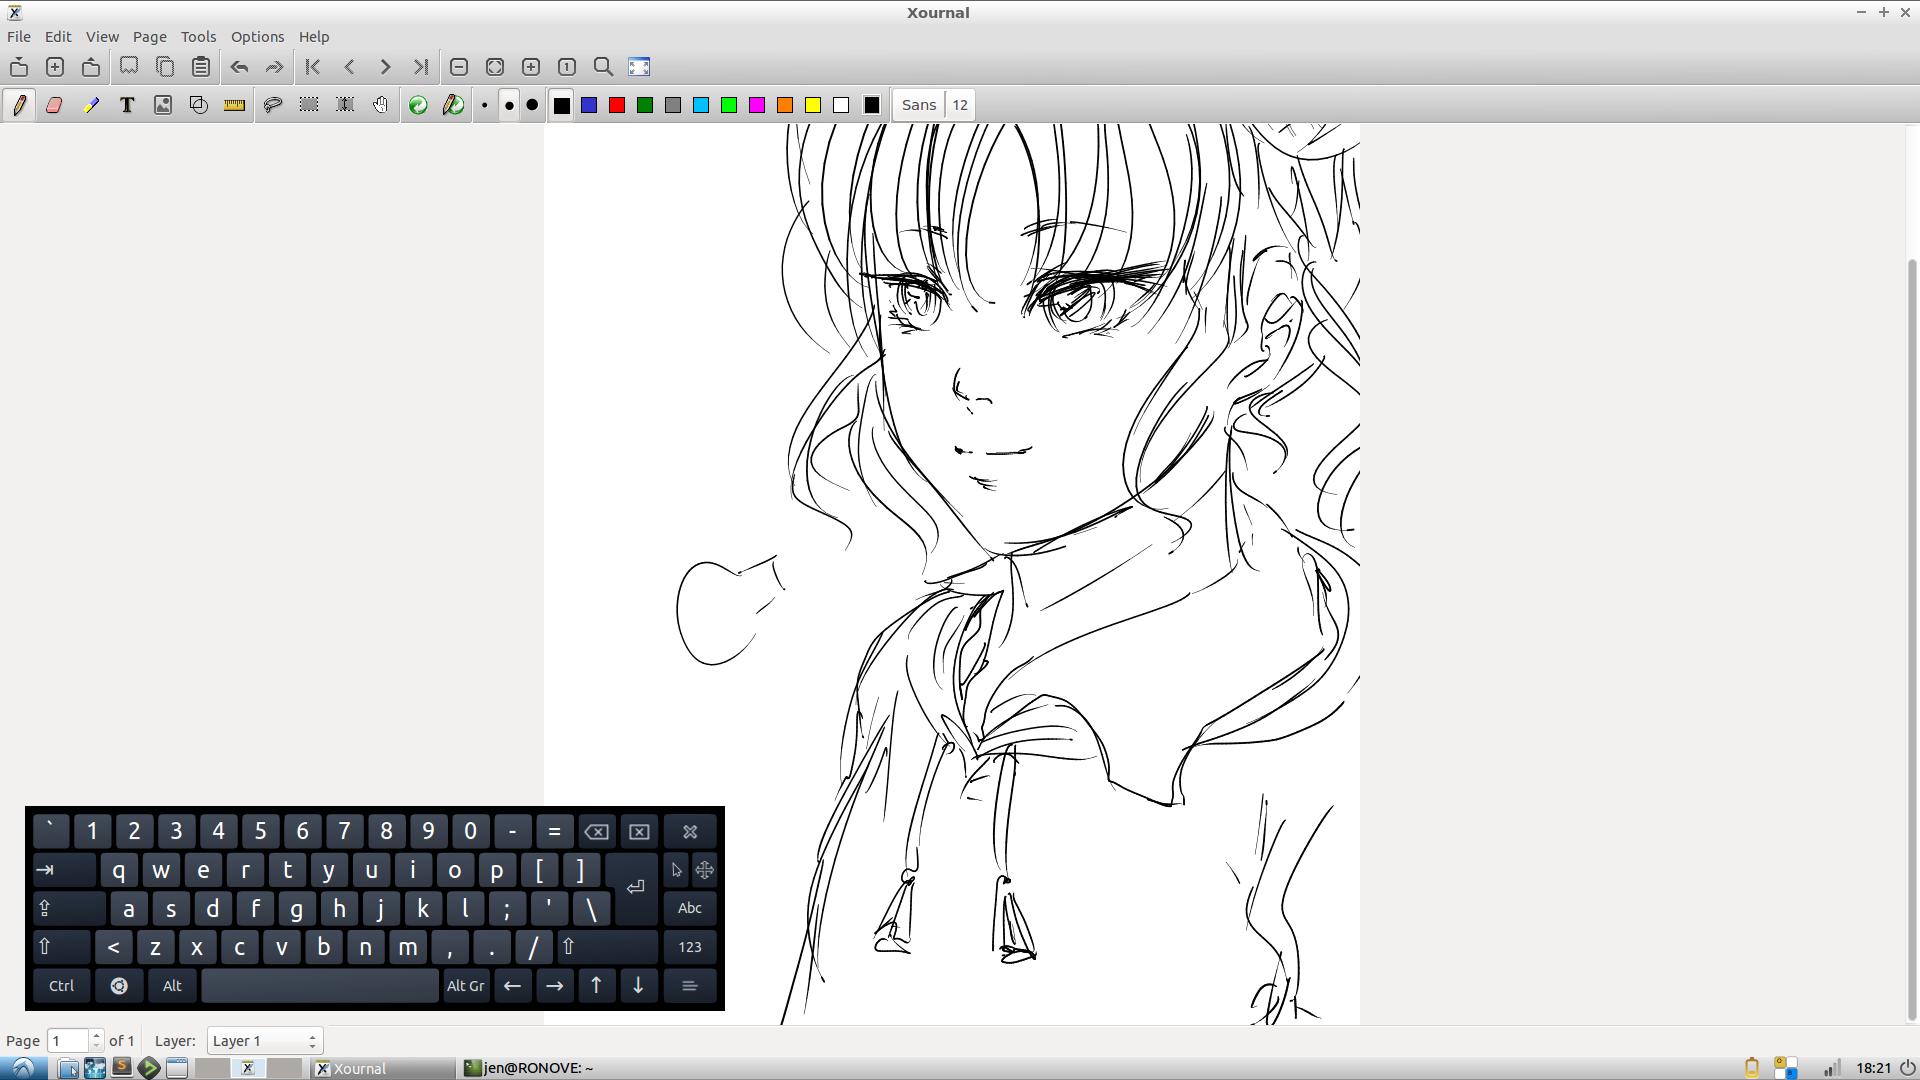 Xournal
File Edit View Page Tools Options Help
T Sans 12
` 1 2 3 4 5 6 7 8 9 0 - =
q w e r t y u i o p [ ]
a s d f g h j k l ; ' \ Abc
< z x c v b n m , . / 123
Ctrl Alt Alt Gr
Page 1 of 1 Layer: Layer 1
Xournal jen@RONOVE: ~ 18:21